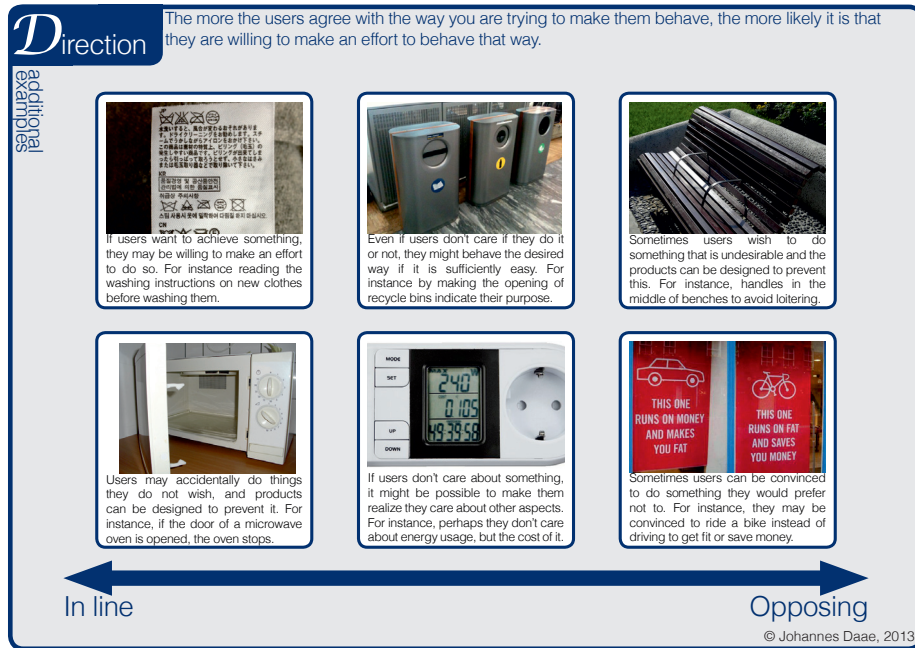 Direction
The more the users agree with the way you are trying to make them behave, the more likely it is that
they are willing to make an effort to behave that way.
additional
examples
KR
CN
If users want to achieve something,
they may be willing to make an effort
to do so. For instance reading the
washing instructions on new clothes
before washing them.
Even if users don't care if they do it
or not, they might behave the desired
way if it is sufficiently easy. For
instance by making the opening of
recycle bins indicate their purpose.
Sometimes users wish to do
something that is undesirable and the
products can be designed to prevent
this. For instance, handles in the
middle of benches to avoid loitering.
Users may accidentally do things
they do not wish, and products
can be designed to prevent it. For
instance, if the door of a microwave
oven is opened, the oven stops.
MODE
SET
UP
DOWN
MAX W
240
0.105
49:39:58
If users don't care about something,
it might be possible to make them
realize they care about other aspects.
For instance, perhaps they don't care
about energy usage, but the cost of it.
THIS ONE
RUNS ON MONEY
AND MAKES
YOU FAT
THIS ONE
RUNS ON FAT
AND SAVES
YOU MONEY
Sometimes users can be convinced
to do something they would prefer
not to. For instance, they may be
convinced to ride a bike instead of
driving to get fit or save money.
In line
Opposing
© Johannes Daae, 2013